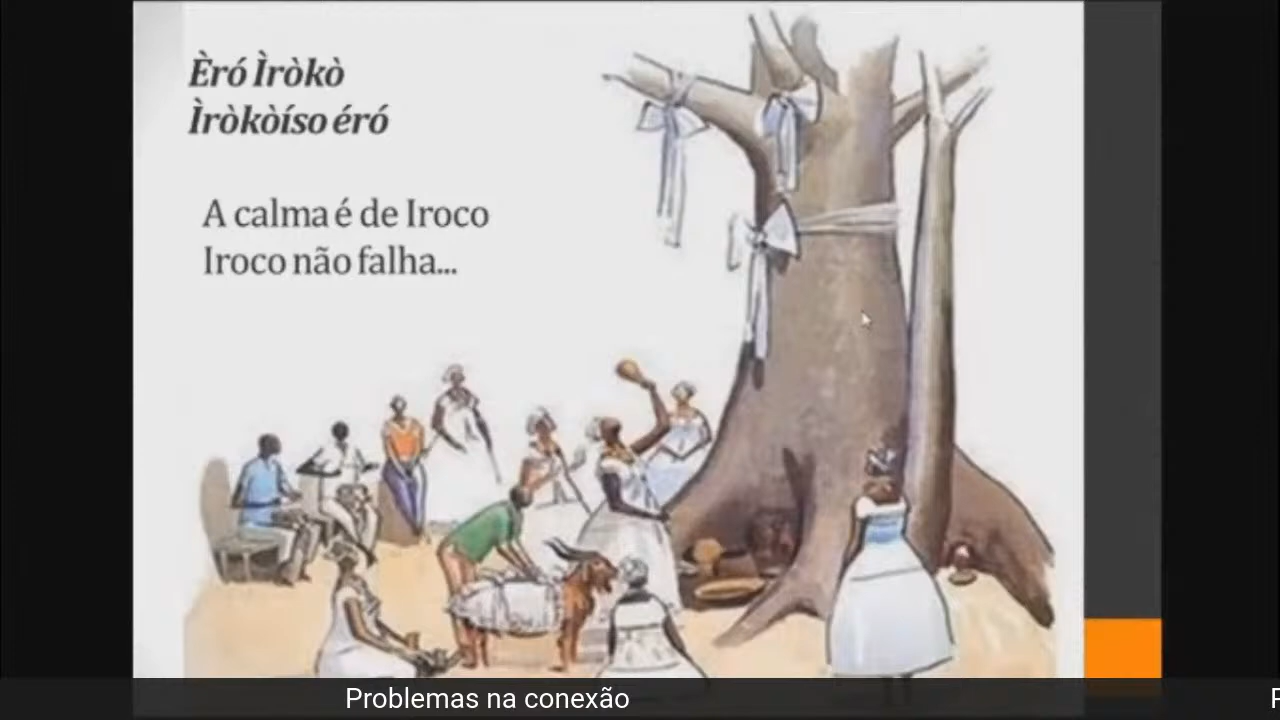 Èró Ìròkò
Ìròkòíso éró
A calma é de Iroco
Iroco não falha...
Problemas na conexão